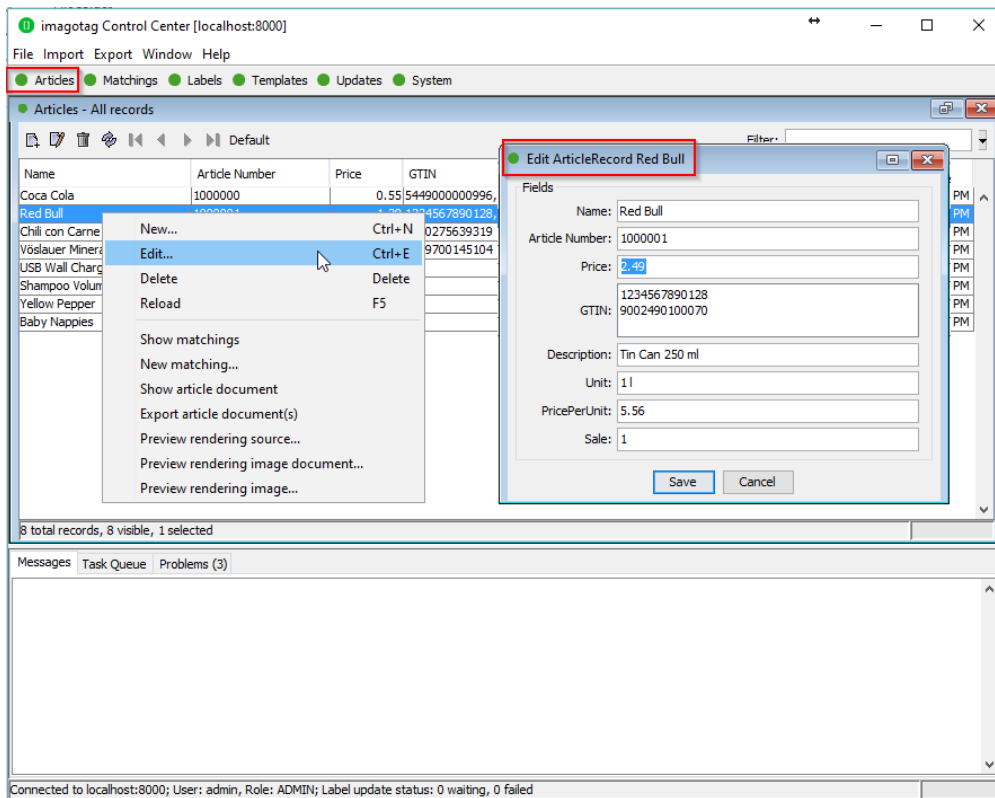 imagotag Control Center [localhost:8000]
File Import Export Window Help
Articles Matchings Labels Templates Updates System
Articles - All records
Default
Filter:
Name Article Number Price GTIN
Coca Cola 1000000 0.55 5449000000996,
Red Bull 1000001 PM
Chili con Carne 0275639319 PM
Vöslauer Minera 9700145104 PM
USB Wall Charg PM
Shampoo Volum PM
Yellow Pepper PM
Baby Nappies PM
PM
New... Ctrl+N
Edit... Ctrl+E
Delete Delete
Reload F5
Show matchings
New matching...
Show article document
Export article document(s)
Preview rendering source...
Preview rendering image document...
Preview rendering image...
Edit ArticleRecord Red Bull
Fields
Name: Red Bull
Article Number: 1000001
Price: 2.49
GTIN: 1234567890128
9002490100070
Description: Tin Can 250 ml
Unit: 1 l
PricePerUnit: 5.56
Sale: 1
Save Cancel
8 total records, 8 visible, 1 selected
Messages Task Queue Problems (3)
Connected to localhost:8000; User: admin, Role: ADMIN; Label update status: 0 waiting, 0 failed